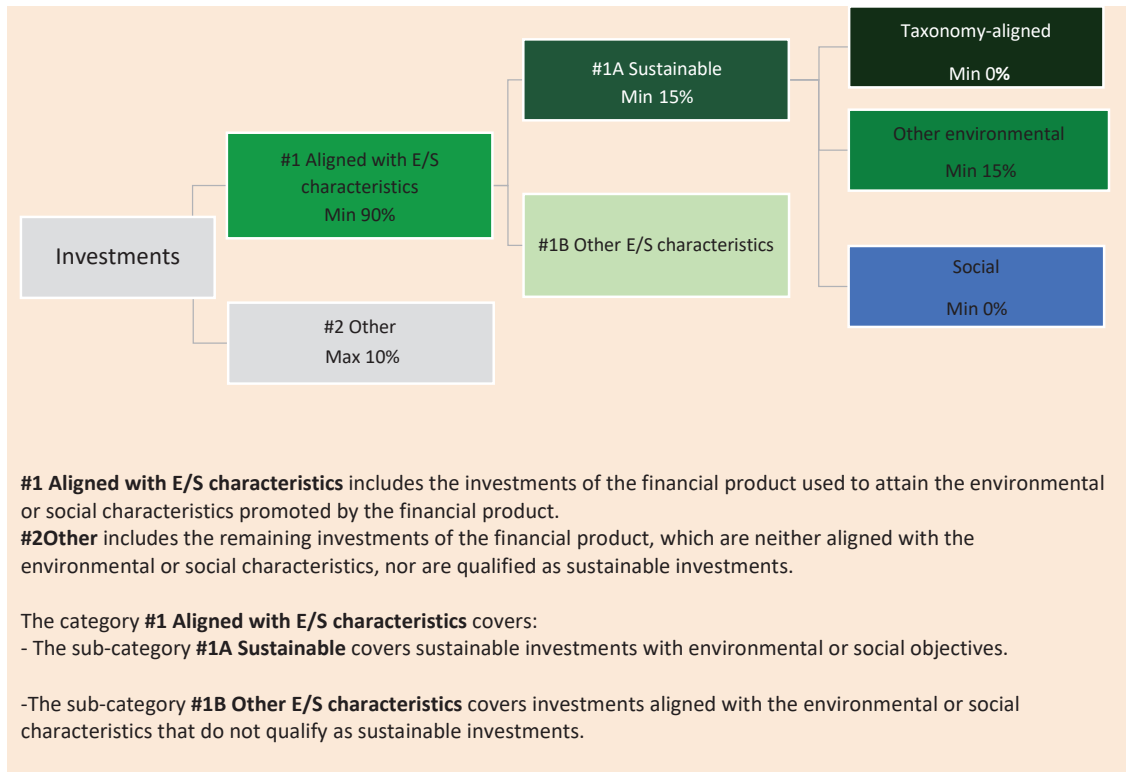 Taxonomy-aligned
Min 0%
#1A Sustainable
Min 15%
Other environmental
Min 15%
#1 Aligned with E/S
characteristics
Min 90%
#1B Other E/S characteristics
Investments
Social
Min 0%
#2 Other
Max 10%
#1 Aligned with E/S characteristics includes the investments of the financial product used to attain the environmental
or social characteristics promoted by the financial product.
#2Other includes the remaining investments of the financial product, which are neither aligned with the
environmental or social characteristics, nor are qualified as sustainable investments.
The category #1 Aligned with E/S characteristics covers:
- The sub-category #1A Sustainable covers sustainable investments with environmental or social objectives.
-The sub-category #1B Other E/S characteristics covers investments aligned with the environmental or social
characteristics that do not qualify as sustainable investments.